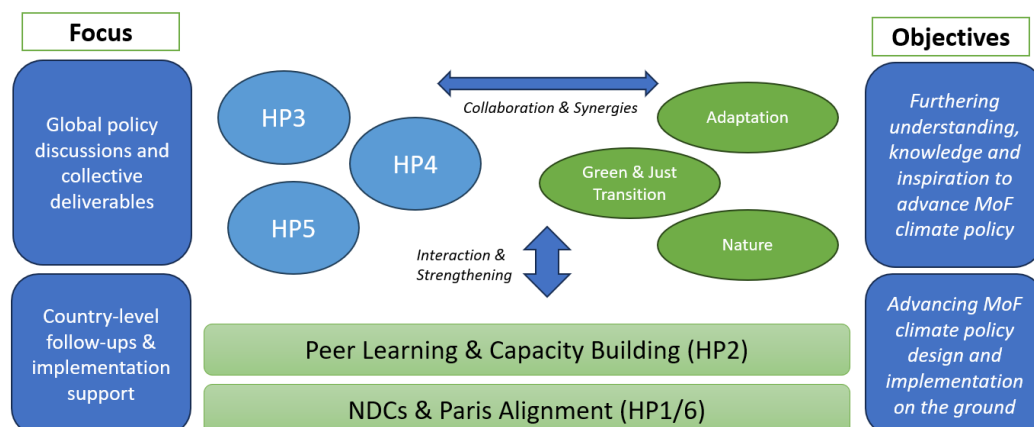 Focus
Objectives
Global policy
discussions and
collective
deliverables
HP3
HP4
HP5
Collaboration & Synergies
Adaptation
Green & Just
Transition
Nature
Furthering
understanding,
knowledge and
inspiration to
advance MoF
climate policy
Interaction &
Strengthening
Country-level
follow-ups &
implementation
support
Peer Learning & Capacity Building (HP2)
NDCs & Paris Alignment (HP1/6)
Advancing MoF
climate policy
design and
implementation
on the ground